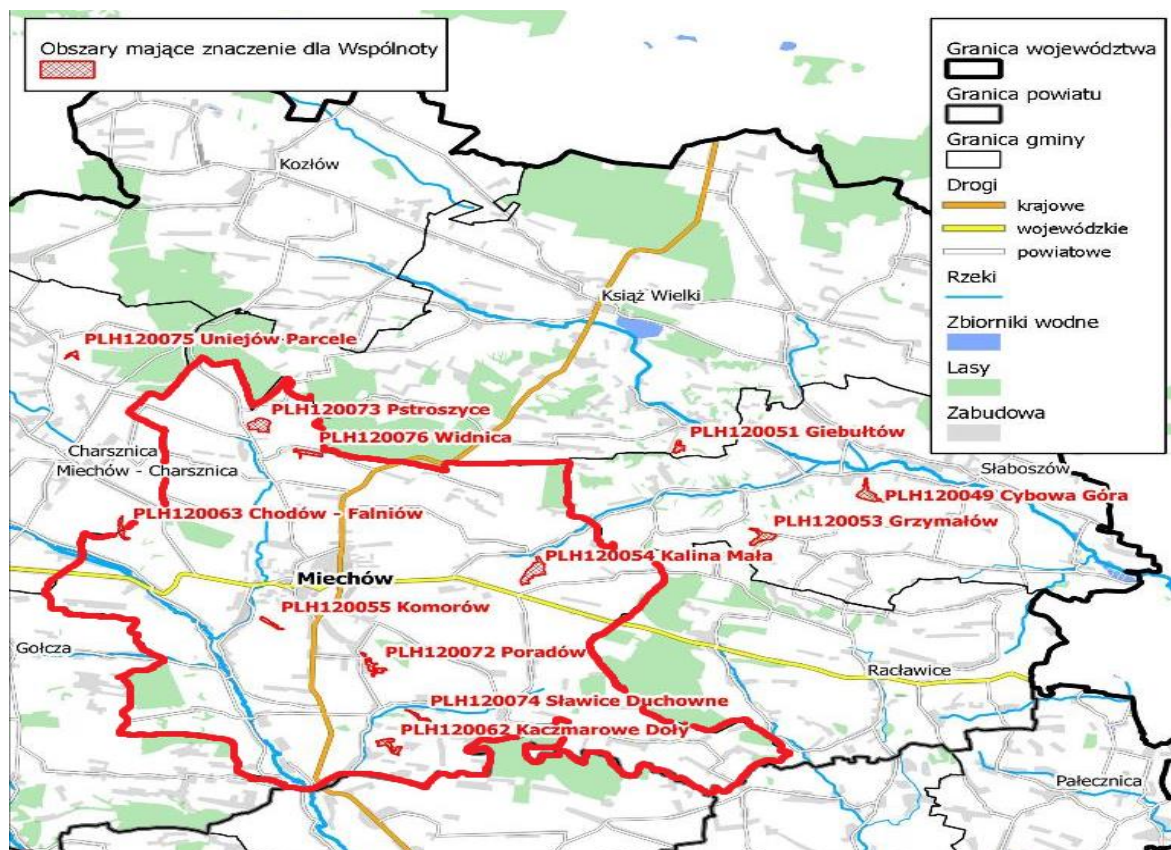 Obszary mające znaczenie dla Wspólnoty
Granica województwa
Granica powiatu
Granica gminy
Drogi
krajowe
wojewódzkie
powiatowe
Rzeki
Zbiorniki wodne
Lasy
Zabudowa
Kozłów
Książ Wielki
PLH120075 Uniejów Parcele
PLH120073 Pstroszyce
PLH120076 Widnica
PLH120051 Giebułtów
Charsznica
Miechów - Charsznica
Słaboszów
PLH120049 Cybowa Góra
PLH120063 Chodów - Falniów
PLH120053 Grzymałów
PLH120054 Kalina Mała
Miechów
PLH120055 Komorów
Gołcza
PLH120072 Poradów
Racławice
PLH120074 Sławice Duchowne
PLH120062 Kaczmarowe Doły
Pałecznica